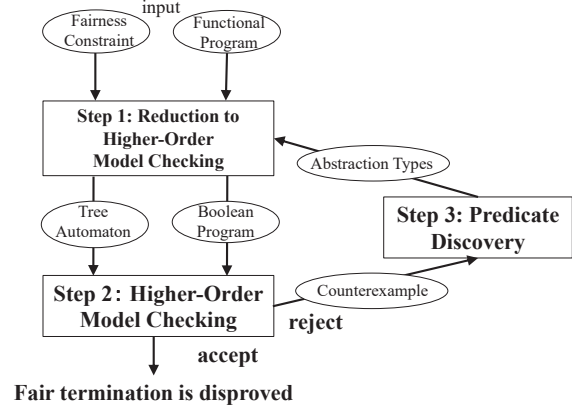 input
Fairness
Constraint
Functional
Program
Step 1: Reduction to
Higher-Order
Model Checking
Abstraction Types
Tree
Automaton
Boolean
Program
Step 3: Predicate
Discovery
Step 2: Higher-Order
Model Checking
Counterexample
reject
accept
Fair termination is disproved